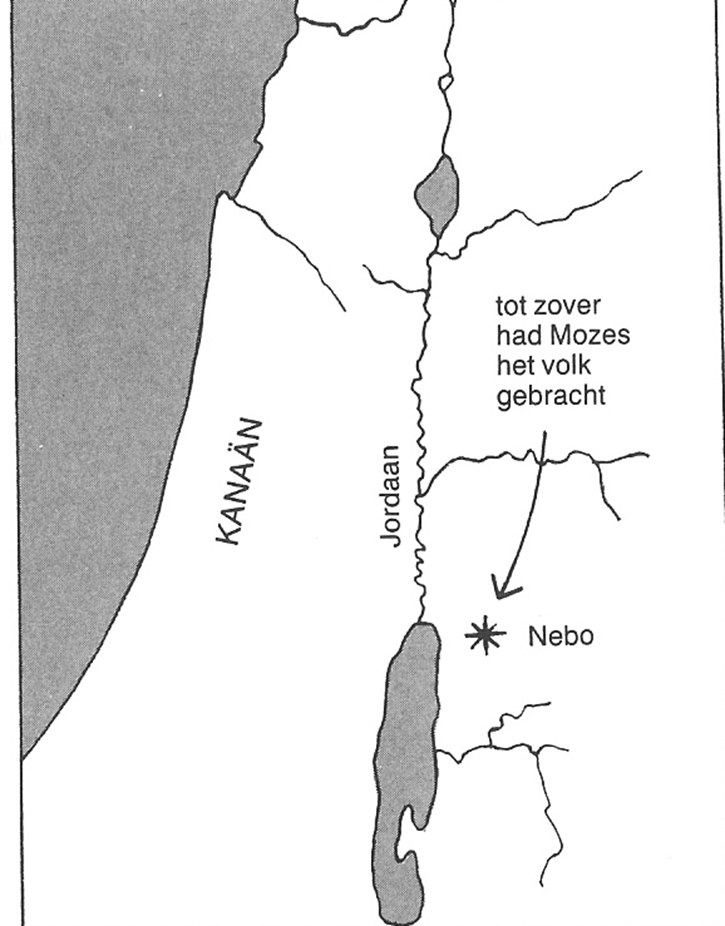 tot zover
had Mozes
het volk
gebracht
KANAÄN
Jordaan
Nebo